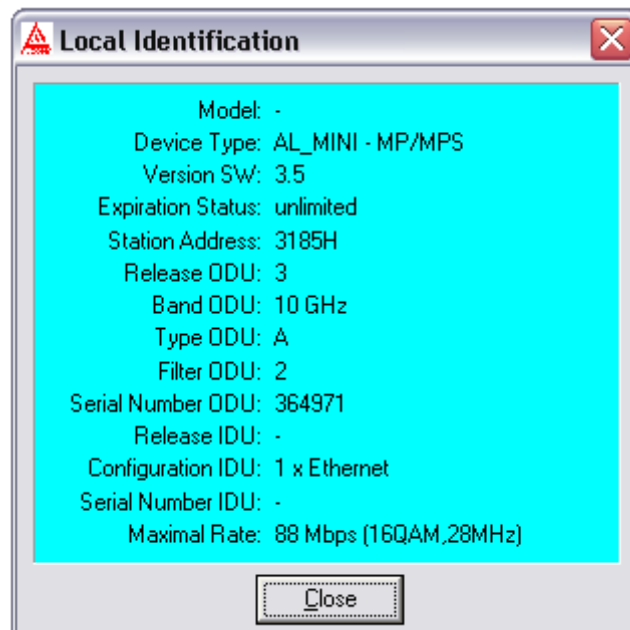 Local Identification
Model: -
Device Type: AL_MINI - MP/MPS
Version SW: 3.5
Expiration Status: unlimited
Station Address: 3185H
Release ODU: 3
Band ODU: 10 GHz
Type ODU: A
Filter ODU: 2
Serial Number ODU: 364971
Release IDU: -
Configuration IDU: 1 x Ethernet
Serial Number IDU: -
Maximal Rate: 88 Mbps (16QAM,28MHz)
Close